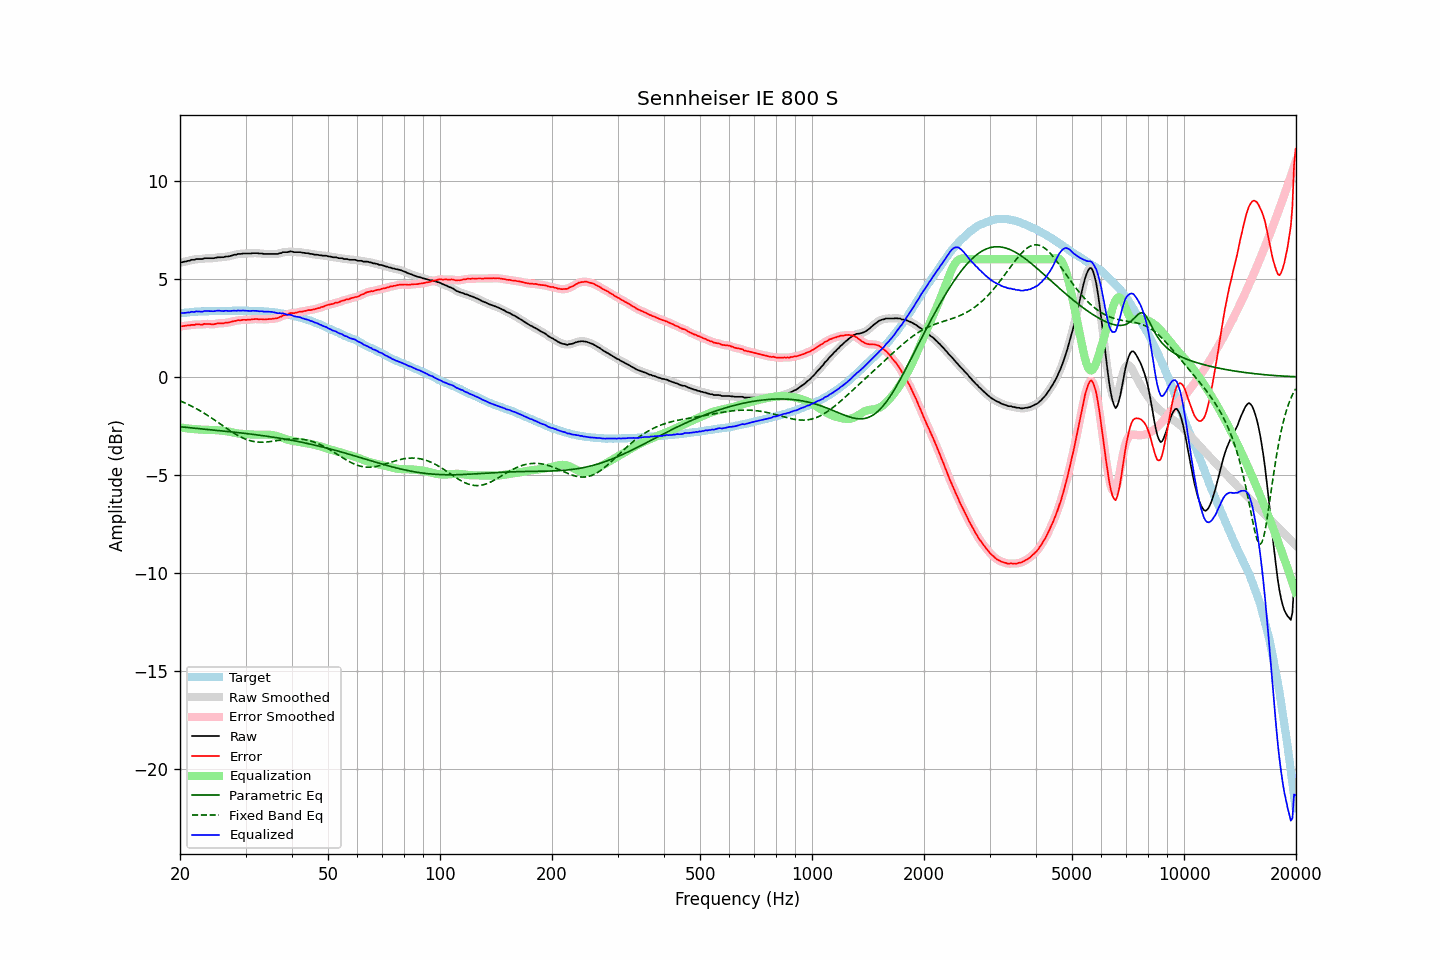 Sennheiser IE 800 S
Amplitude (dBr)
10
5
0
−5
−10
−15
−20
Target
Raw Smoothed
Error Smoothed
Raw
Error
Equalization
Parametric Eq
Fixed Band Eq
Equalized
20 50 100 200 500 1000 2000 5000 10000 20000
Frequency (Hz)